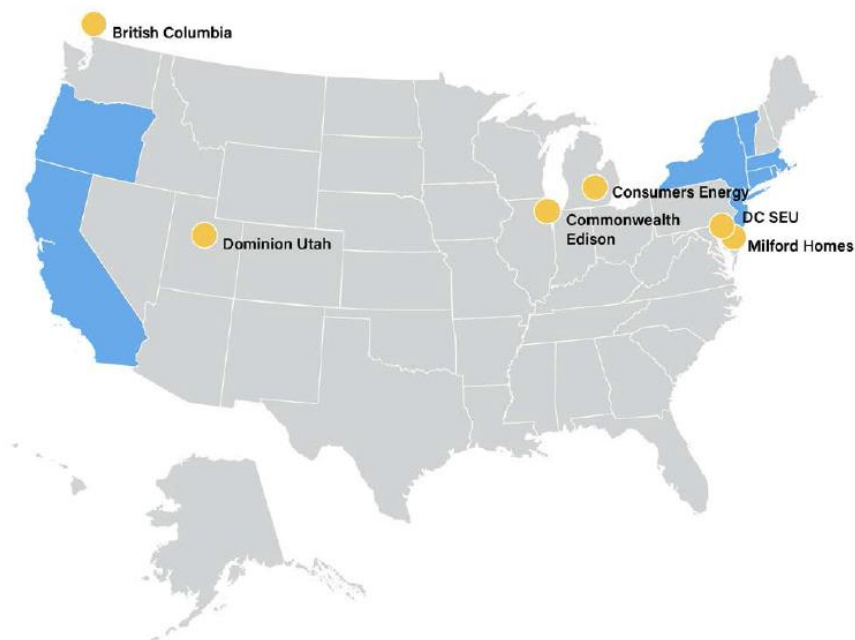 British Columbia
Consumers Energy
Commonwealth
Edison
DC SEU
Milford Homes
Dominion Utah